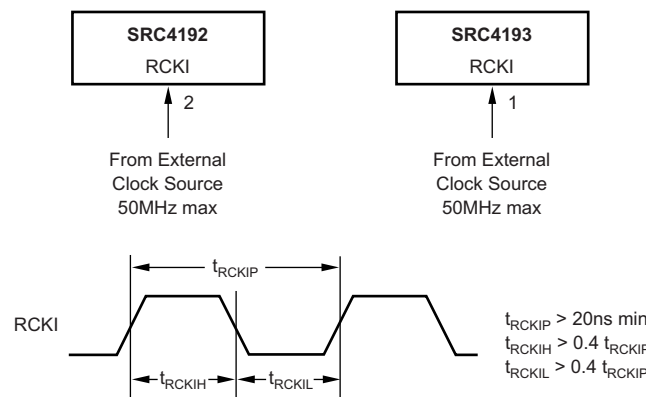 SRC4192
RCKI
2
From External
Clock Source
50MHz max
SRC4193
RCKI
1
From External
Clock Source
50MHz max
tRCKIP
RCKI
tRCKIH
tRCKIL
tRCKIP > 20ns min
tRCKIH > 0.4 tRCKIP
tRCKIL > 0.4 tRCKIP